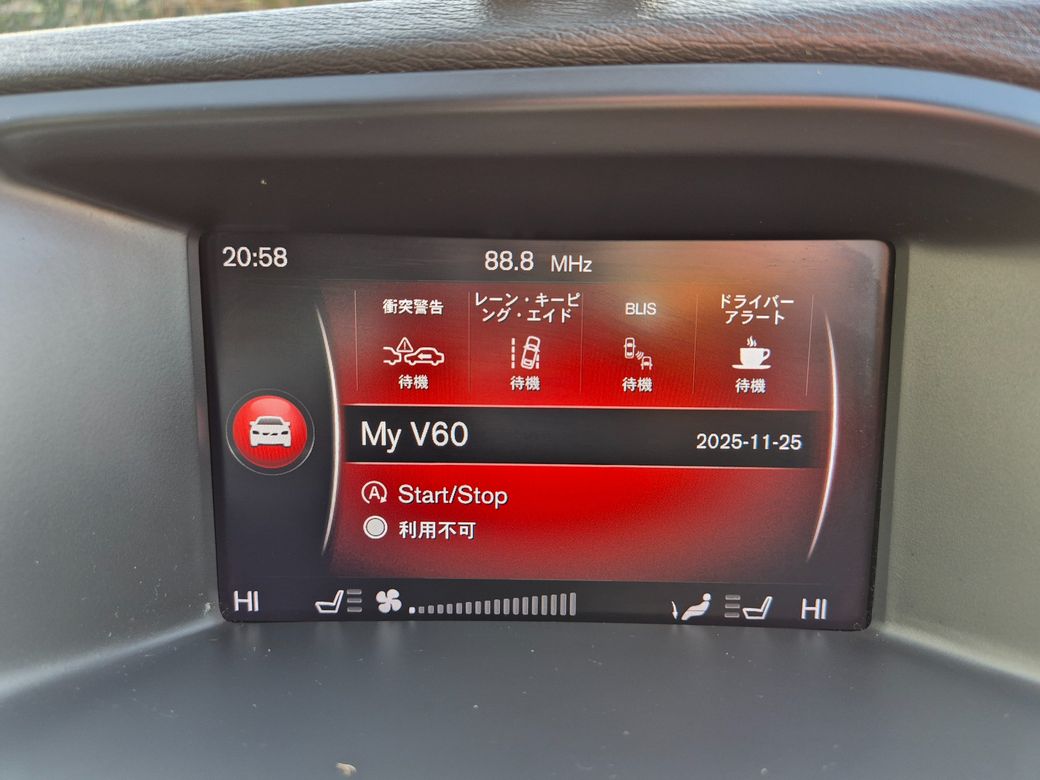 20:58
88.8 MHz
衝突警告
レーン・キーピ
ング・エイド
BLIS
ドライバー
アラート
待機
待機
待機
待機
My V60
2025-11-25
A
Start/Stop
利用不可
HI
HI